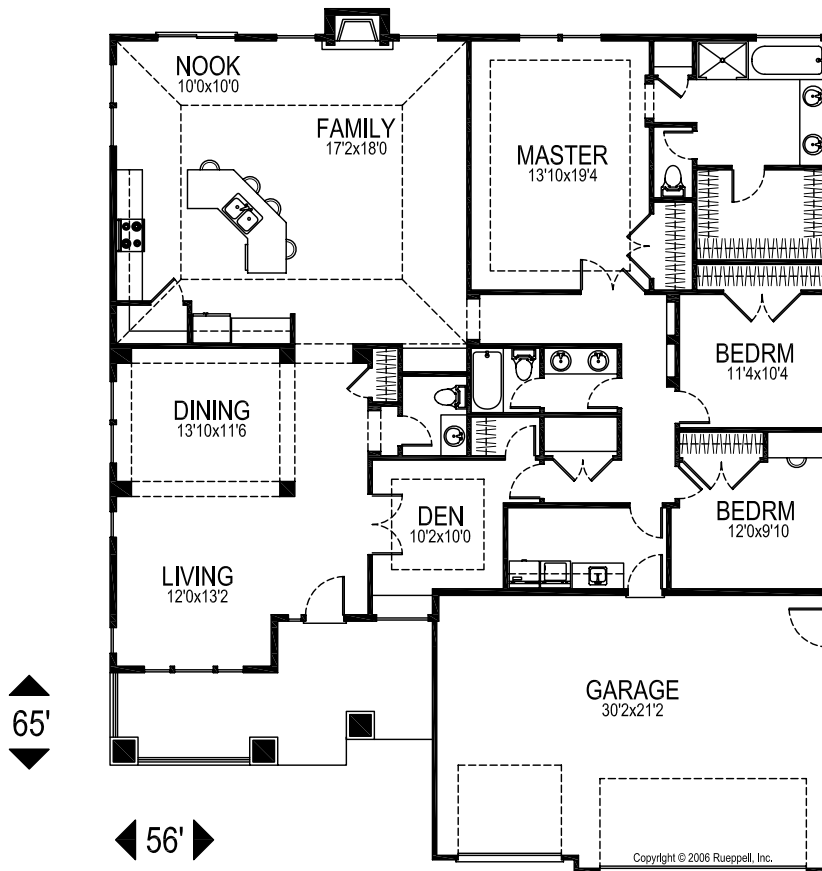 NOOK
10'0x10'0
FAMILY
17'2x18'0
MASTER
13'10x19'4
BEDRM
11'4x10'4
DINING
13'10x11'6
DEN
10'2x10'0
BEDRM
12'0x9'10
LIVING
12'0x13'2
GARAGE
30'2x21'2
65'
56'
Copyright © 2006 Rueppell, Inc.